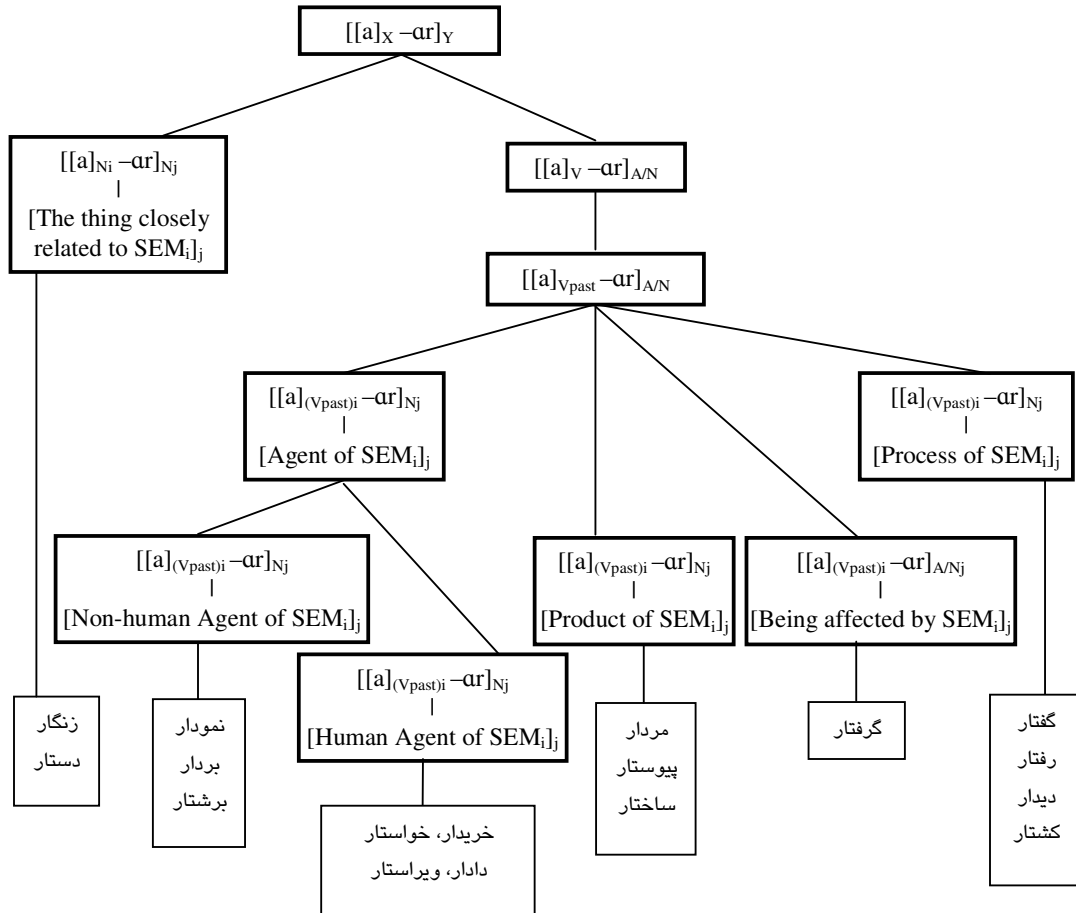 [[a]X –ɑr]Y
[[a]Ni –ɑr]Nj
|
[The thing closely
related to SEMi]j
[[a]V –ɑr]A/N
[[a]Vpast –ɑr]A/N
[[a](Vpast)i –ɑr]Nj
|
[Agent of SEMi]j
[[a](Vpast)i –ɑr]Nj
|
[Process of SEMi]j
[[a](Vpast)i –ɑr]Nj
|
[Non-human Agent of SEMi]j
[[a](Vpast)i –ɑr]Nj
|
[Product of SEMi]j
[[a](Vpast)i –ɑr]A/Nj
|
[Being affected by SEMi]j
[[a](Vpast)i –ɑr]Nj
|
[Human Agent of SEMi]j
زنگار
دستار
نمودار
بردار
برشتار
خریدار، خواستار
دادار، ویراستار
مردار
پیوستار
ساختار
گرفتار
گفتار
رفتار
دیدار
کشتار